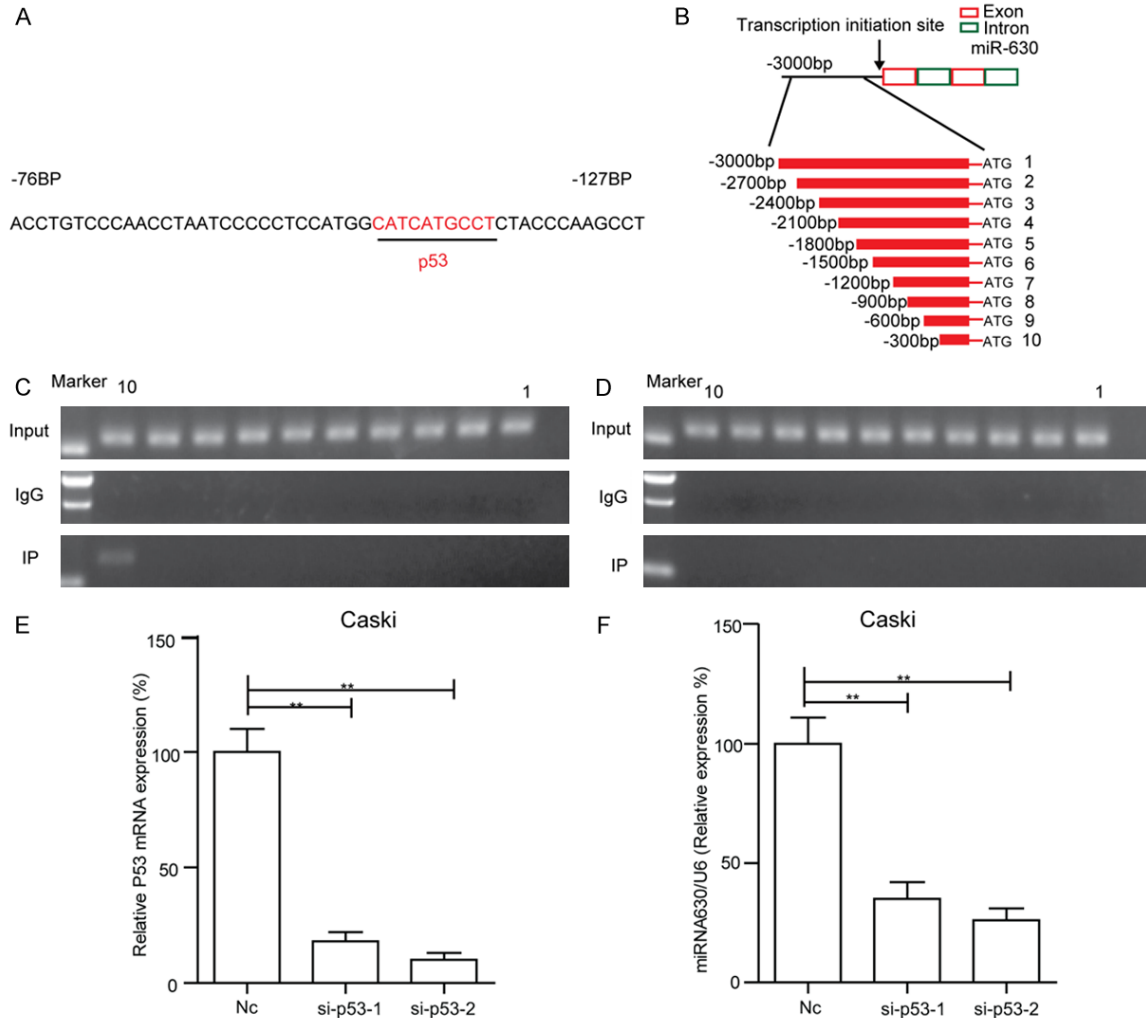 A
-76BP
-127BP
ACCTGTCCCAACCTAATCCCCCTCCATGGCATCATGCCTCTACCCAAGCCT
p53
B
Transcription initiation site
Exon
Intron
miR-630
-3000bp
-3000bp ATG 1
-2700bp ATG 2
-2400bp ATG 3
-2100bp ATG 4
-1800bp ATG 5
-1500bp ATG 6
-1200bp ATG 7
-900bp ATG 8
-600bp ATG 9
-300bp ATG 10
C
Marker 10 1
Input
IgG
IP
D
Marker 10 1
Input
IgG
IP
E
Caski
Relative P53 mRNA expression (%)
150
100
50
0
**
**
Nc si-p53-1 si-p53-2
F
Caski
miRNA630/U6 (Relative expression %)
150
100
50
0
**
**
Nc si-p53-1 si-p53-2